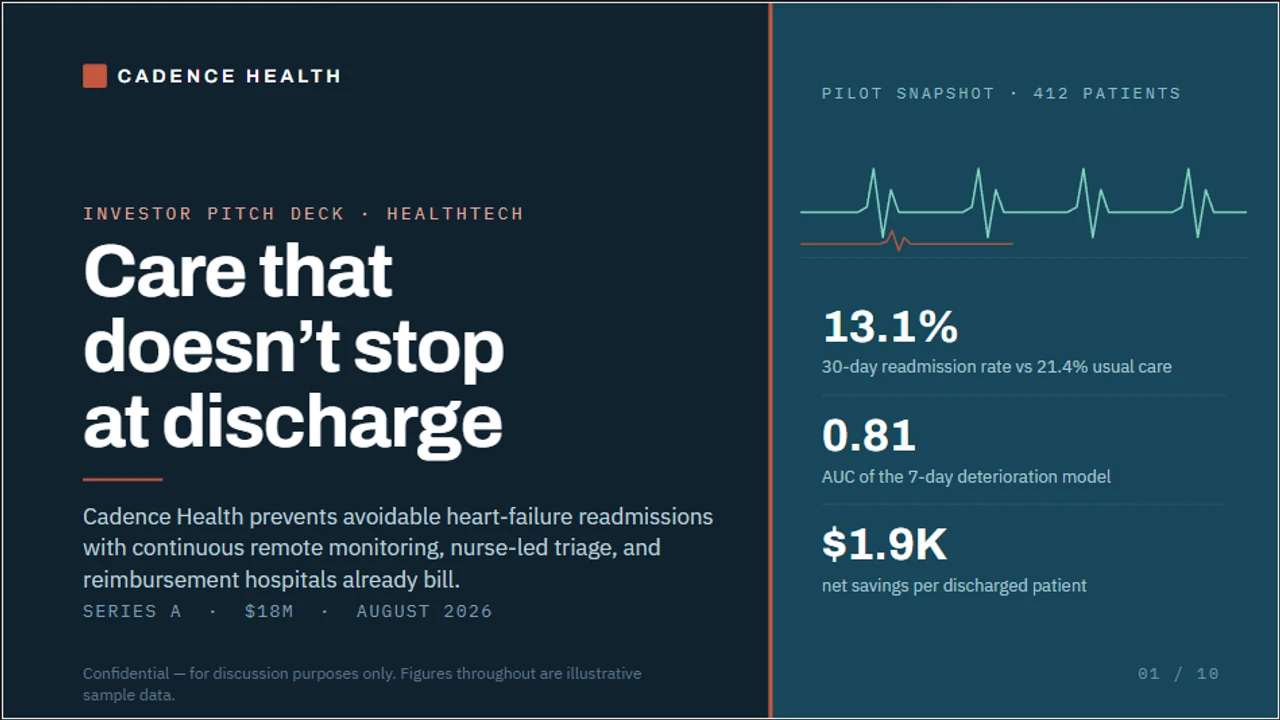 CADENCE HEALTH
INVESTOR PITCH DECK · HEALTHTECH
Care that
doesn’t stop
at discharge
Cadence Health prevents avoidable heart-failure readmissions
with continuous remote monitoring, nurse-led triage, and
reimbursement hospitals already bill.
SERIES A · $18M · AUGUST 2026
Confidential — for discussion purposes only. Figures throughout are illustrative
sample data.
PILOT SNAPSHOT · 412 PATIENTS
13.1%
30-day readmission rate vs 21.4% usual care
0.81
AUC of the 7-day deterioration model
$1.9K
net savings per discharged patient
01 / 10